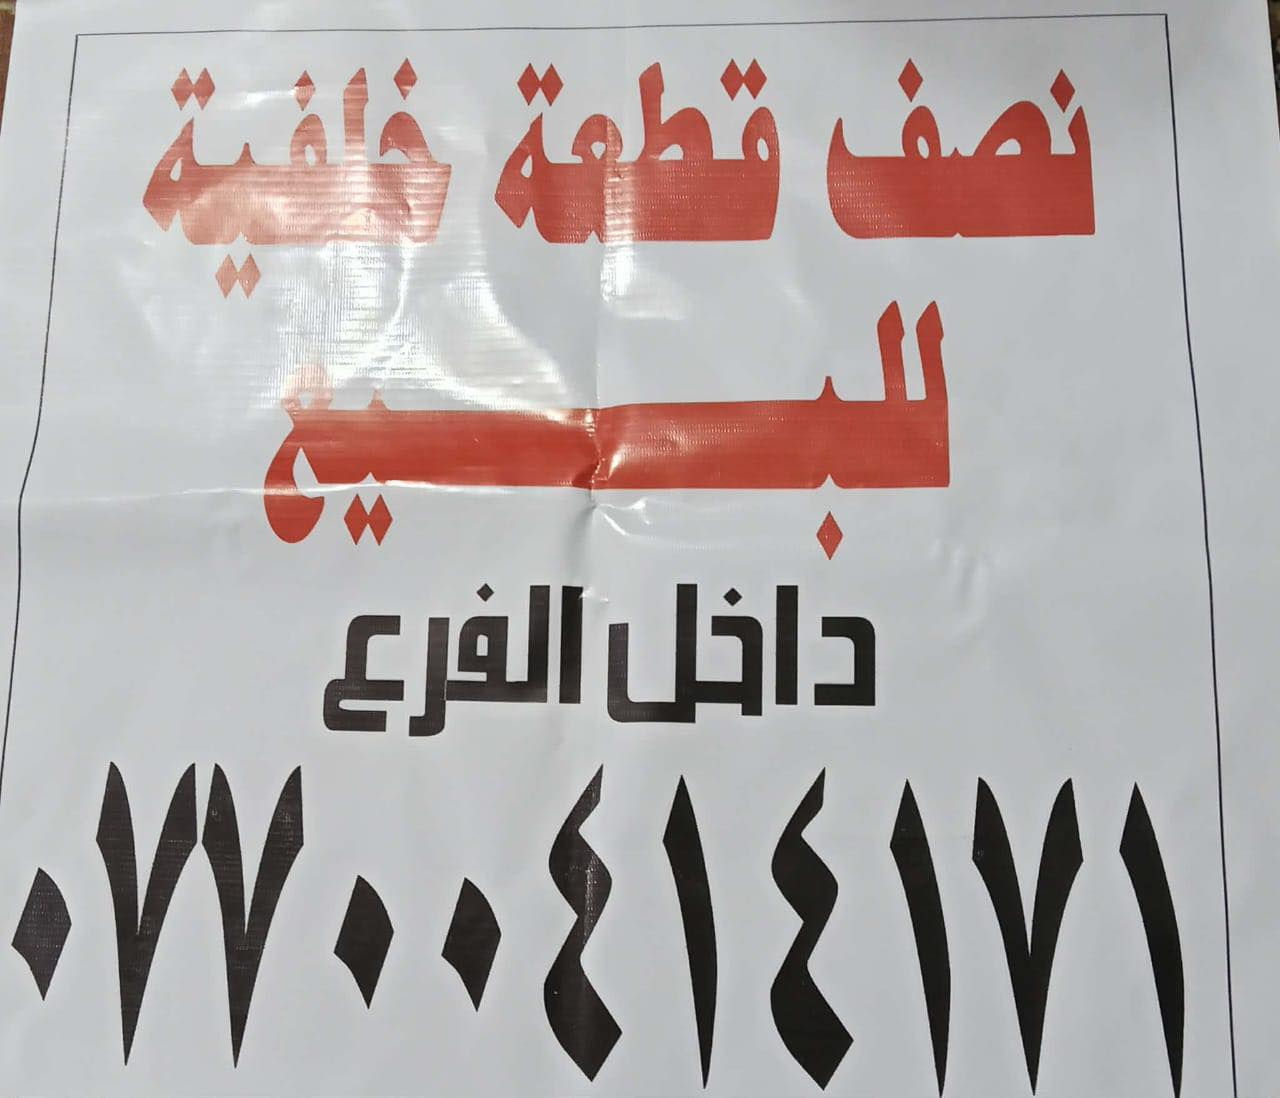 نصف قطعة خلفية
للبيع
داخل الفرع
٠٧٧٠٠٤١٤١٧١